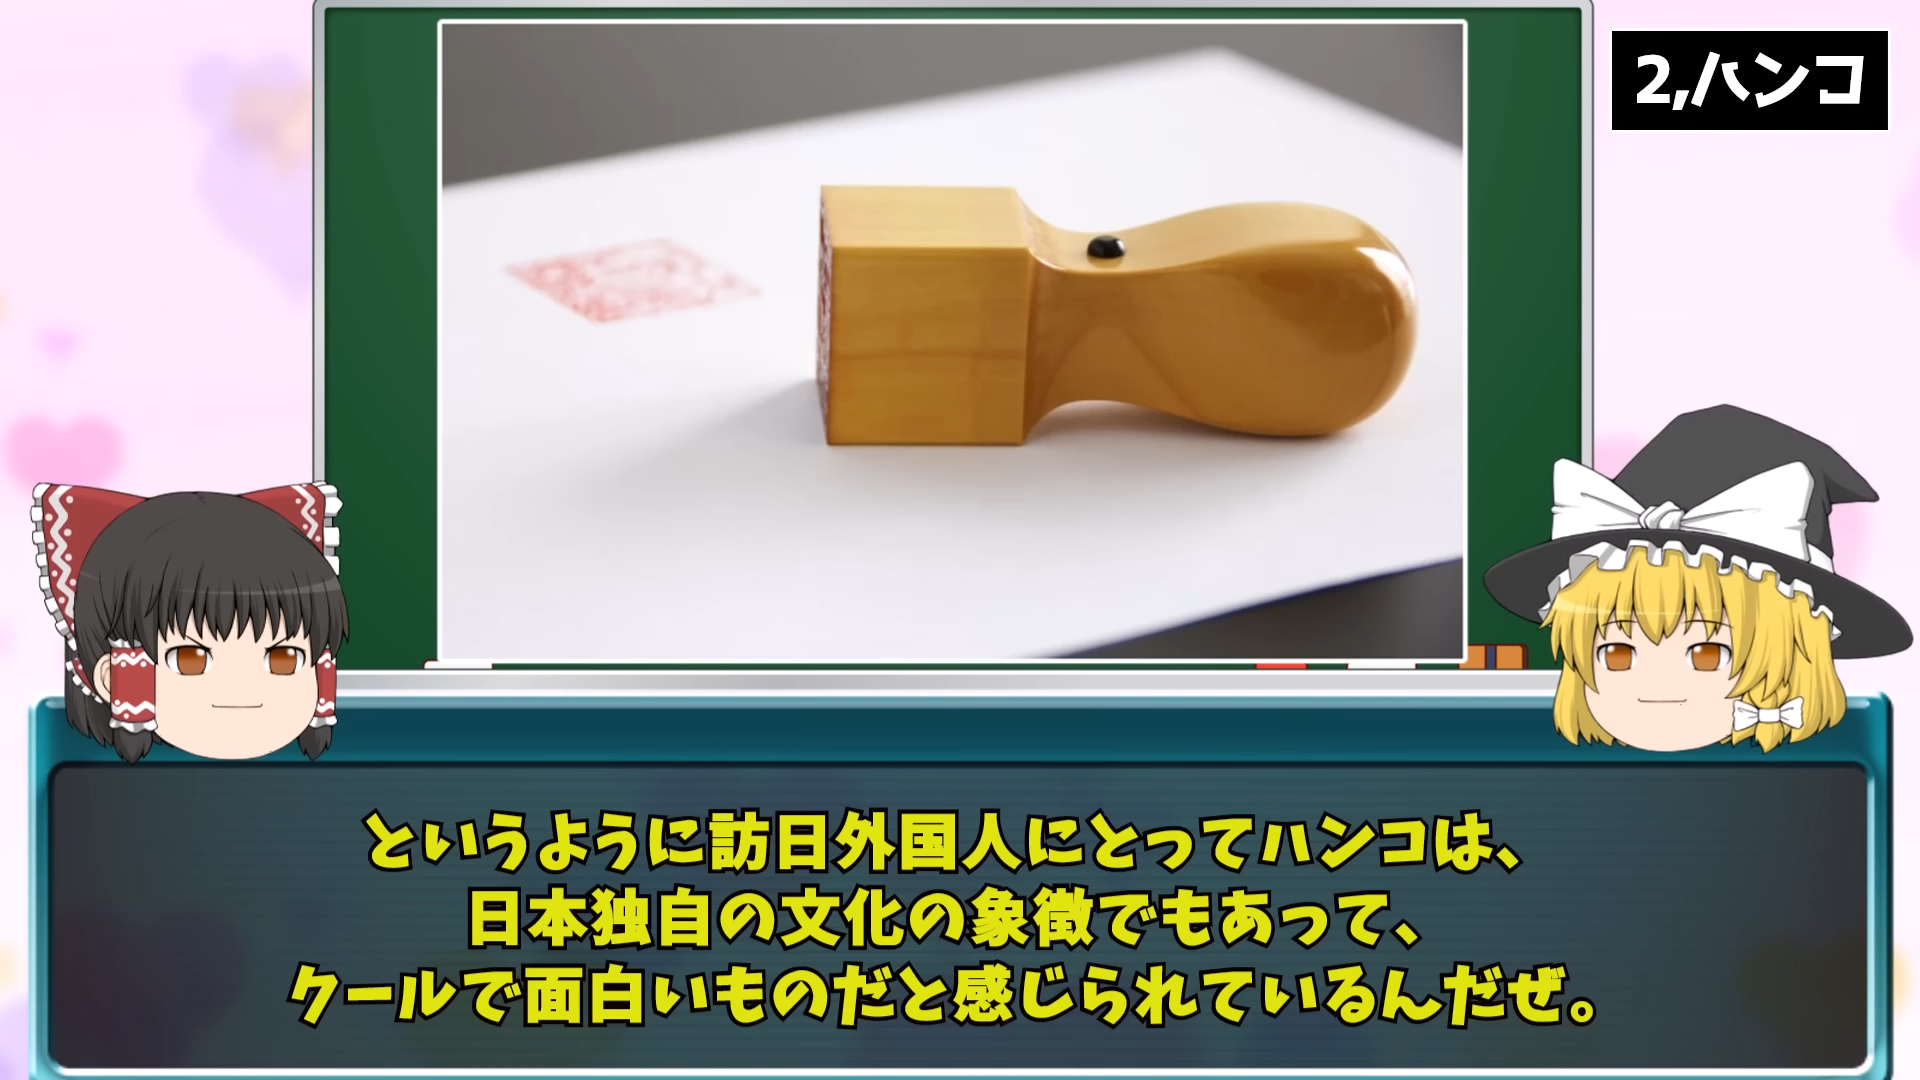 2,ハンコ
というように訪日外国人にとってハンコは、
日本独自の文化の象徴でもあって、
クールで面白いものだと感じられているんだぜ。